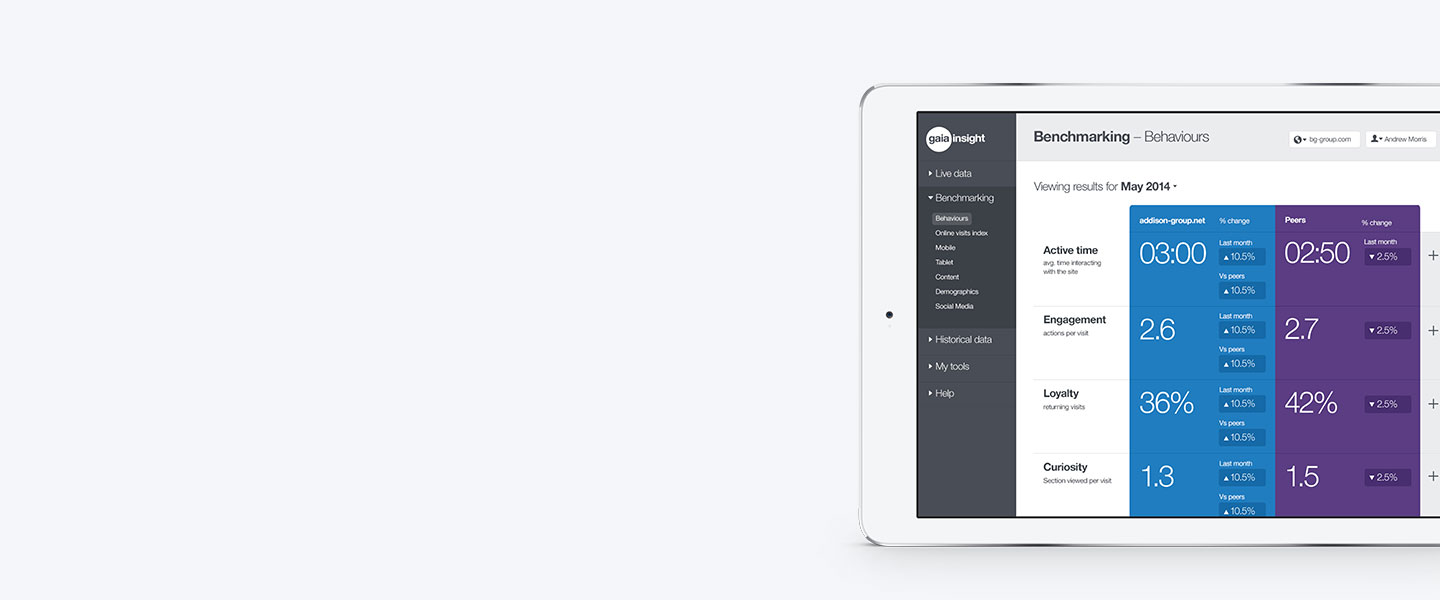 gaia insight
Benchmarking – Behaviours
bg-group.com
Andrew Morris
Live data
Benchmarking
Behaviours
Online visits index
Mobile
Tablet
Content
Demographics
Social Media
Historical data
My tools
Help
Viewing results for May 2014
addison-group.net
% change
Peers
% change
Active time
avg. time interacting
with the site
03:00
Last month
▲ 10.5%
Vs peers
▲ 10.5%
02:50
Last month
▼ 2.5%
+
Engagement
actions per visit
2.6
Last month
▲ 10.5%
Vs peers
▲ 10.5%
2.7
▼ 2.5%
+
Loyalty
returning visits
36%
Last month
▲ 10.5%
Vs peers
▲ 10.5%
42%
▼ 2.5%
+
Curiosity
Section viewed per visit
1.3
Last month
▲ 10.5%
Vs peers
▲ 10.5%
1.5
▼ 2.5%
+